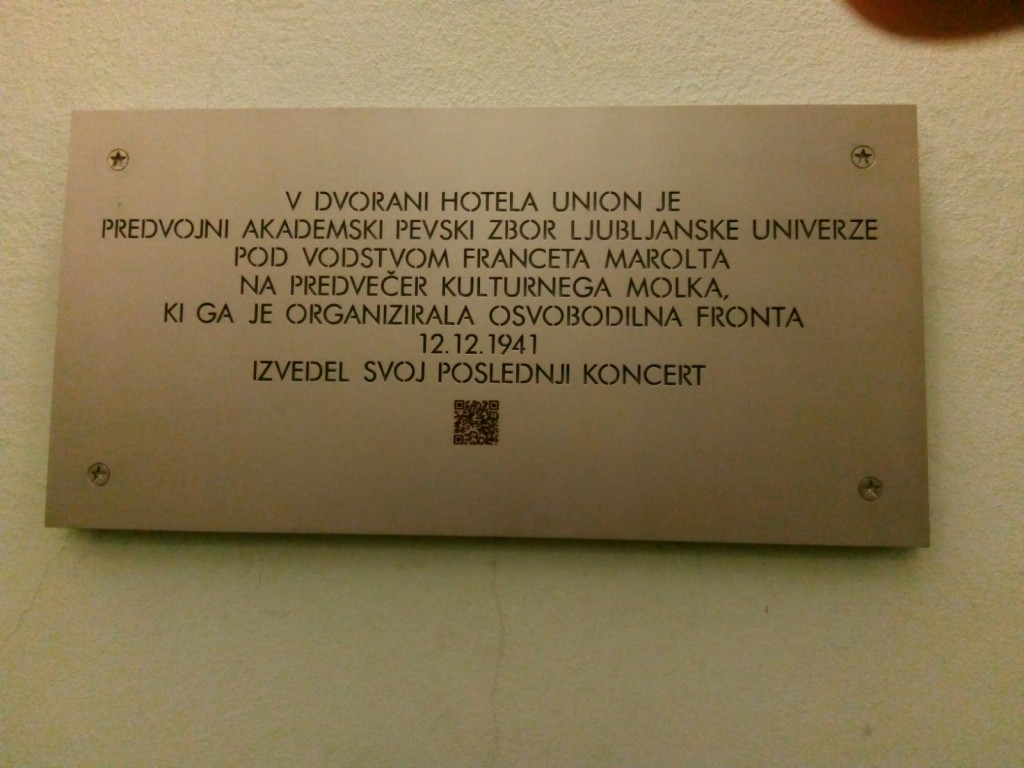 V DVORANI HOTELA UNION JE
PREDVOJNI AKADEMSKI PEVSKI ZBOR LJUBLJANSKE UNIVERZE
POD VODSTVOM FRANCETA MAROLTA
NA PREDVEČER KULTURNEGA MOLKA,
KI GA JE ORGANIZIRALA OSVOBODILNA FRONTA
12.12.1941
IZVEDEL SVOJ POSLEDNJI KONCERT